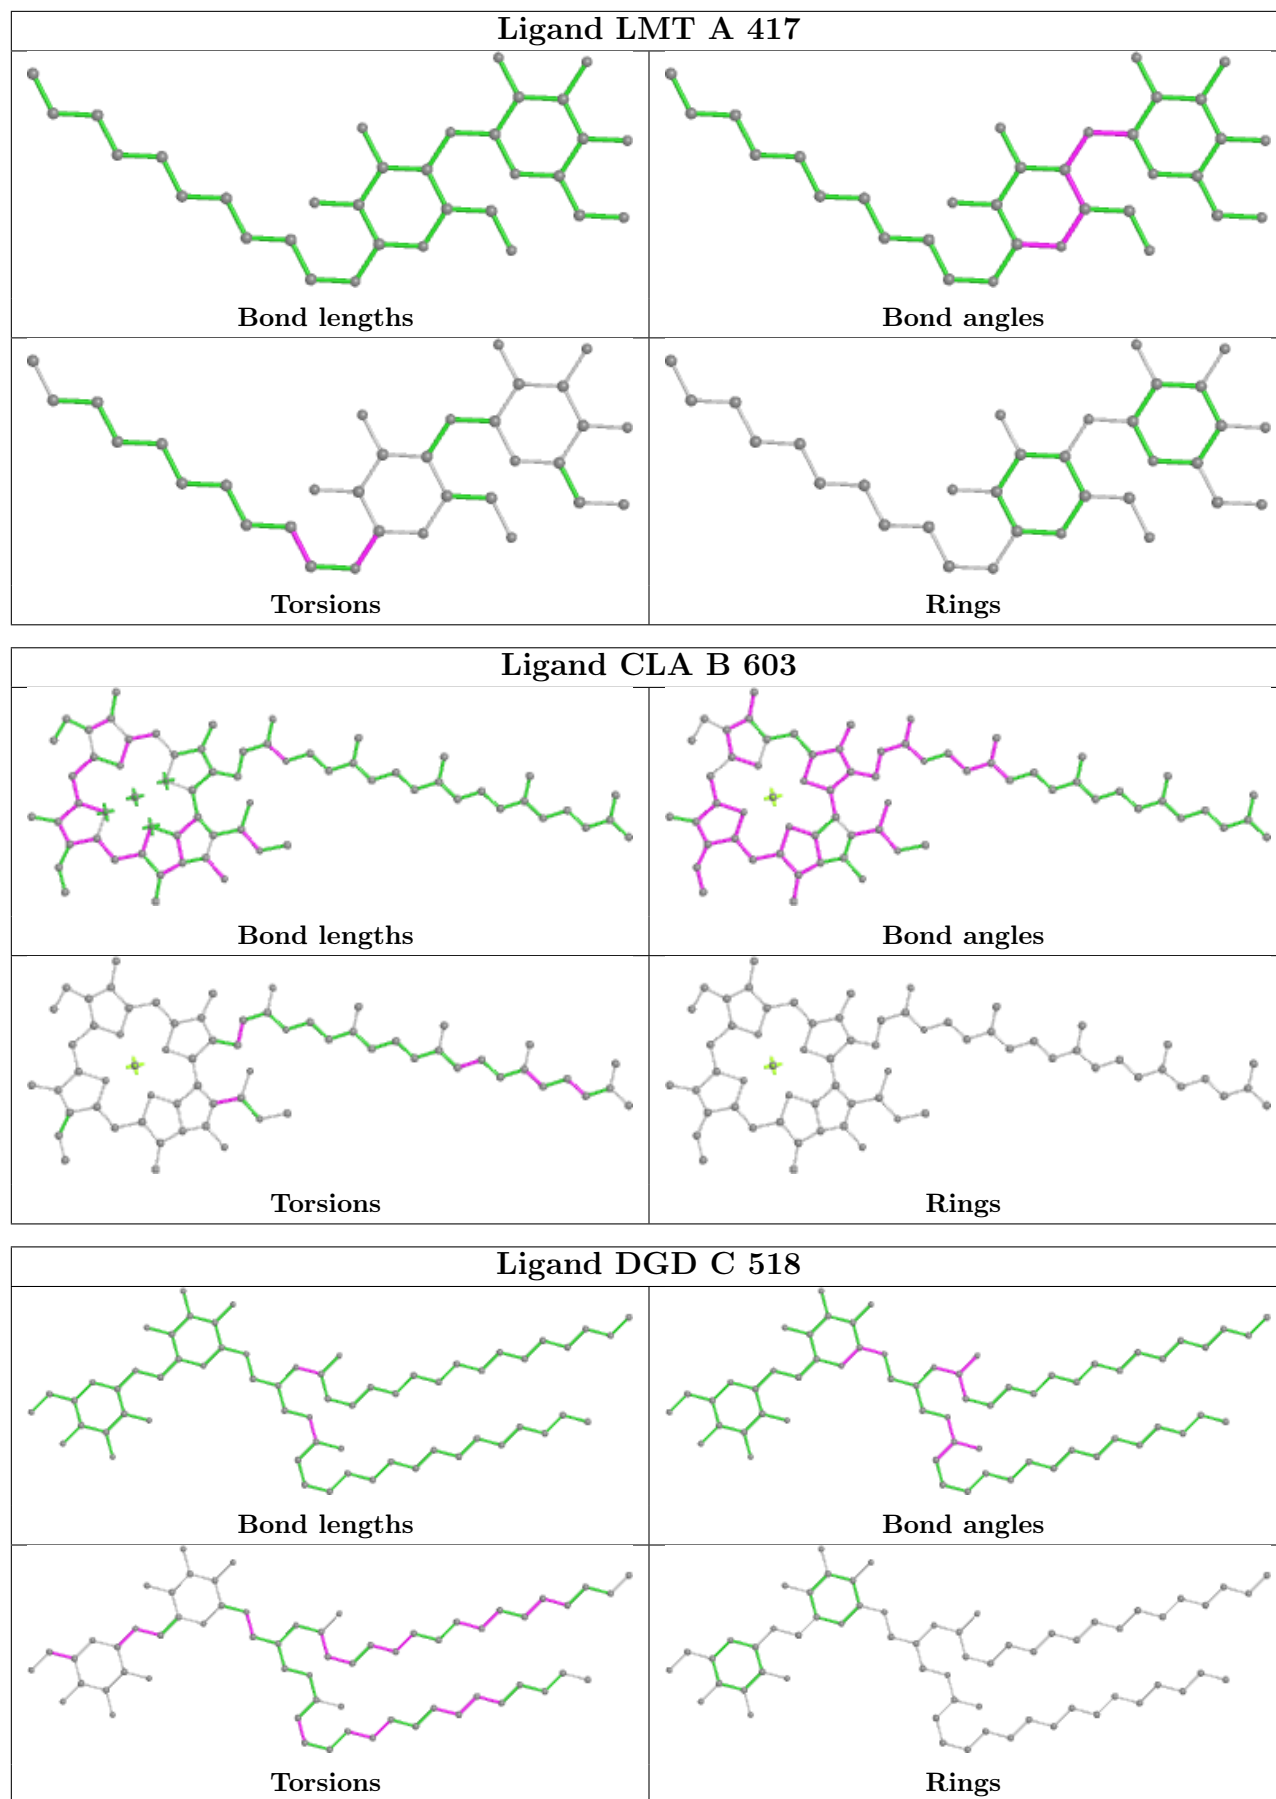 Ligand LMT A 417
Bond lengths
Bond angles
Torsions
Rings
Ligand CLA B 603
Bond lengths
Bond angles
Torsions
Rings
Ligand DGD C 518
Bond lengths
Bond angles
Torsions
Rings